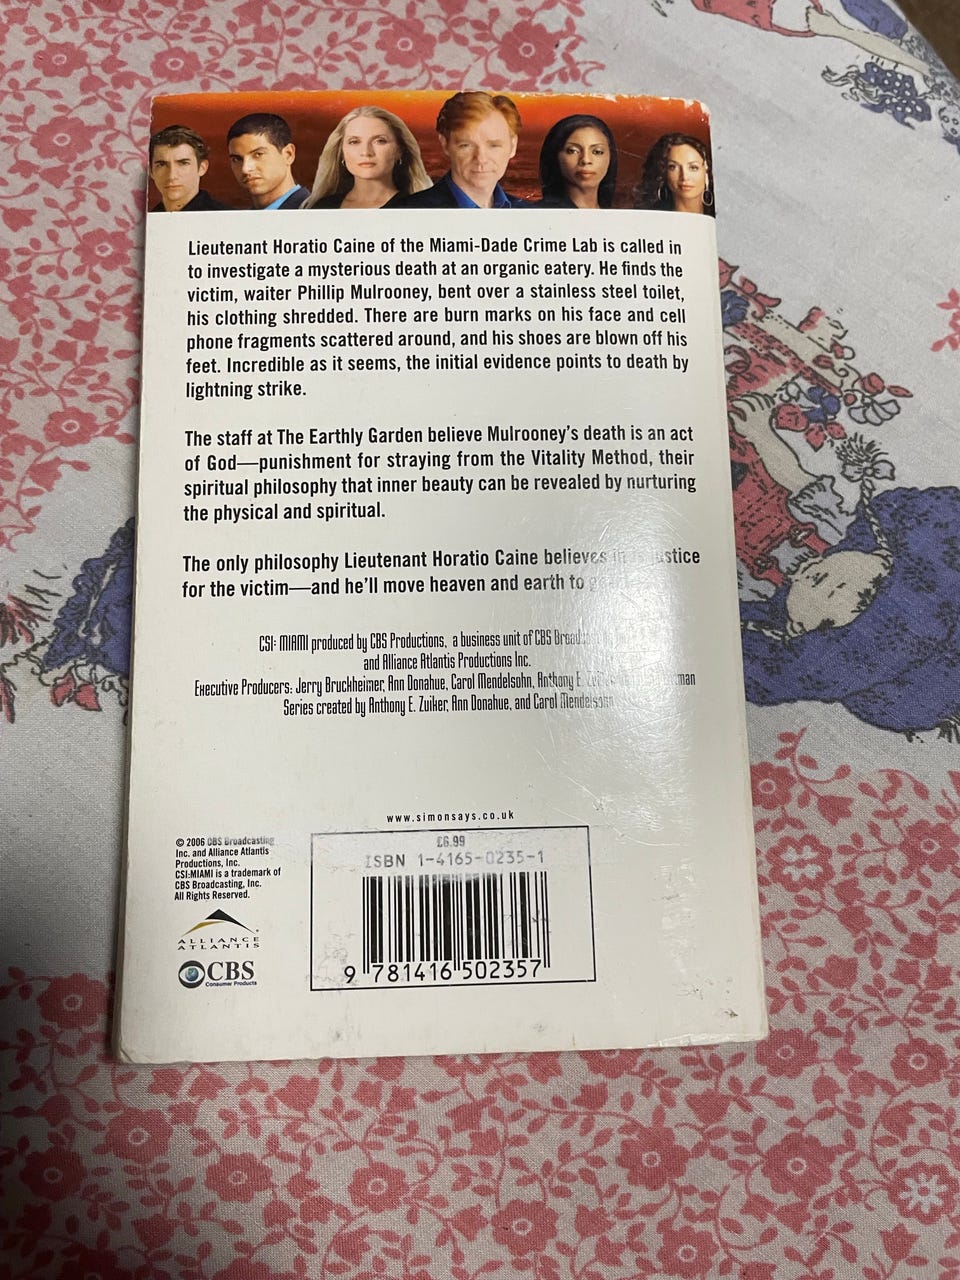 Lieutenant Horatio Caine of the Miami-Dade Crime Lab is called in
to investigate a mysterious death at an organic eatery. He finds the
victim, waiter Phillip Mulrooney, bent over a stainless steel toilet,
his clothing shredded. There are burn marks on his face and cell
phone fragments scattered around, and his shoes are blown off his
feet. Incredible as it seems, the initial evidence points to death by
lightning strike.
The staff at The Earthly Garden believe Mulrooney's death is an act
of God—punishment for straying from the Vitality Method, their
spiritual philosophy that inner beauty can be revealed by nurturing
the physical and spiritual.
The only philosophy Lieutenant Horatio Caine believes in is justice
for the victim—and he'll move heaven and earth to
CSI: MIAMI produced by CBS Productions, a business unit of CBS
and Alliance Atlantis Productions Inc.
Executive Producers: Jerry Bruckheimer, Ann Donahue, Carol Mendelsohn, Anthony E.
Series created by Anthony E. Zuiker, Ann Donahue, and Carol Mendelsohn
www.simonsays.co.uk
© 2006 CBS Broadcasting
Inc. and Alliance Atlantis
Productions, Inc.
CSI:MIAMI is a trademark of
CBS Broadcasting, Inc.
All Rights Reserved.
ALLIANCE
ATLANTIS
CBS
Consumer Products
£6.99
ISBN 1-4165-0235-1
9 781416 502357